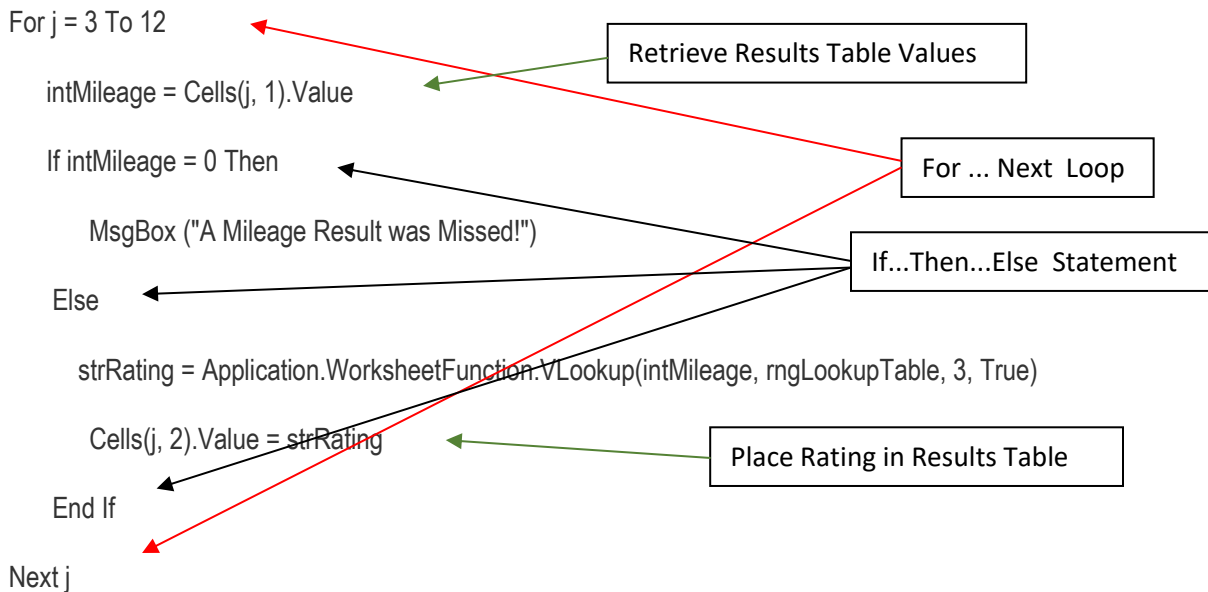 For j = 3 To 12
Retrieve Results Table Values
intMileage = Cells(j, 1).Value
If intMileage = 0 Then
For ... Next Loop
MsgBox ("A Mileage Result was Missed!")
If...Then...Else Statement
Else
strRating = Application.WorksheetFunction.VLookup(intMileage, rngLookupTable, 3, True)
Cells(j, 2).Value = strRating
Place Rating in Results Table
End If
Next j